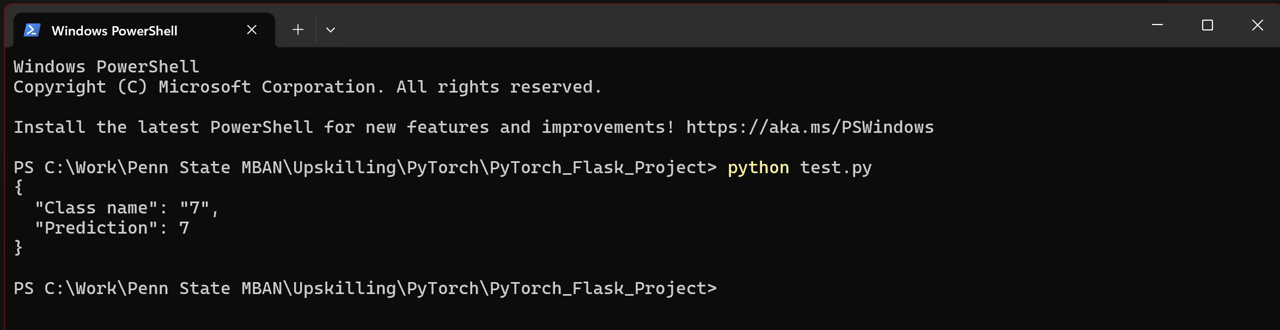 Windows PowerShell
Windows PowerShell
Copyright (C) Microsoft Corporation. All rights reserved.
Install the latest PowerShell for new features and improvements! https://aka.ms/PSWindows
PS C:\Work\Penn State MBAN\Upskilling\PyTorch\PyTorch_Flask_Project> python test.py
{
  "Class name": "7",
  "Prediction": 7
}
PS C:\Work\Penn State MBAN\Upskilling\PyTorch\PyTorch_Flask_Project>